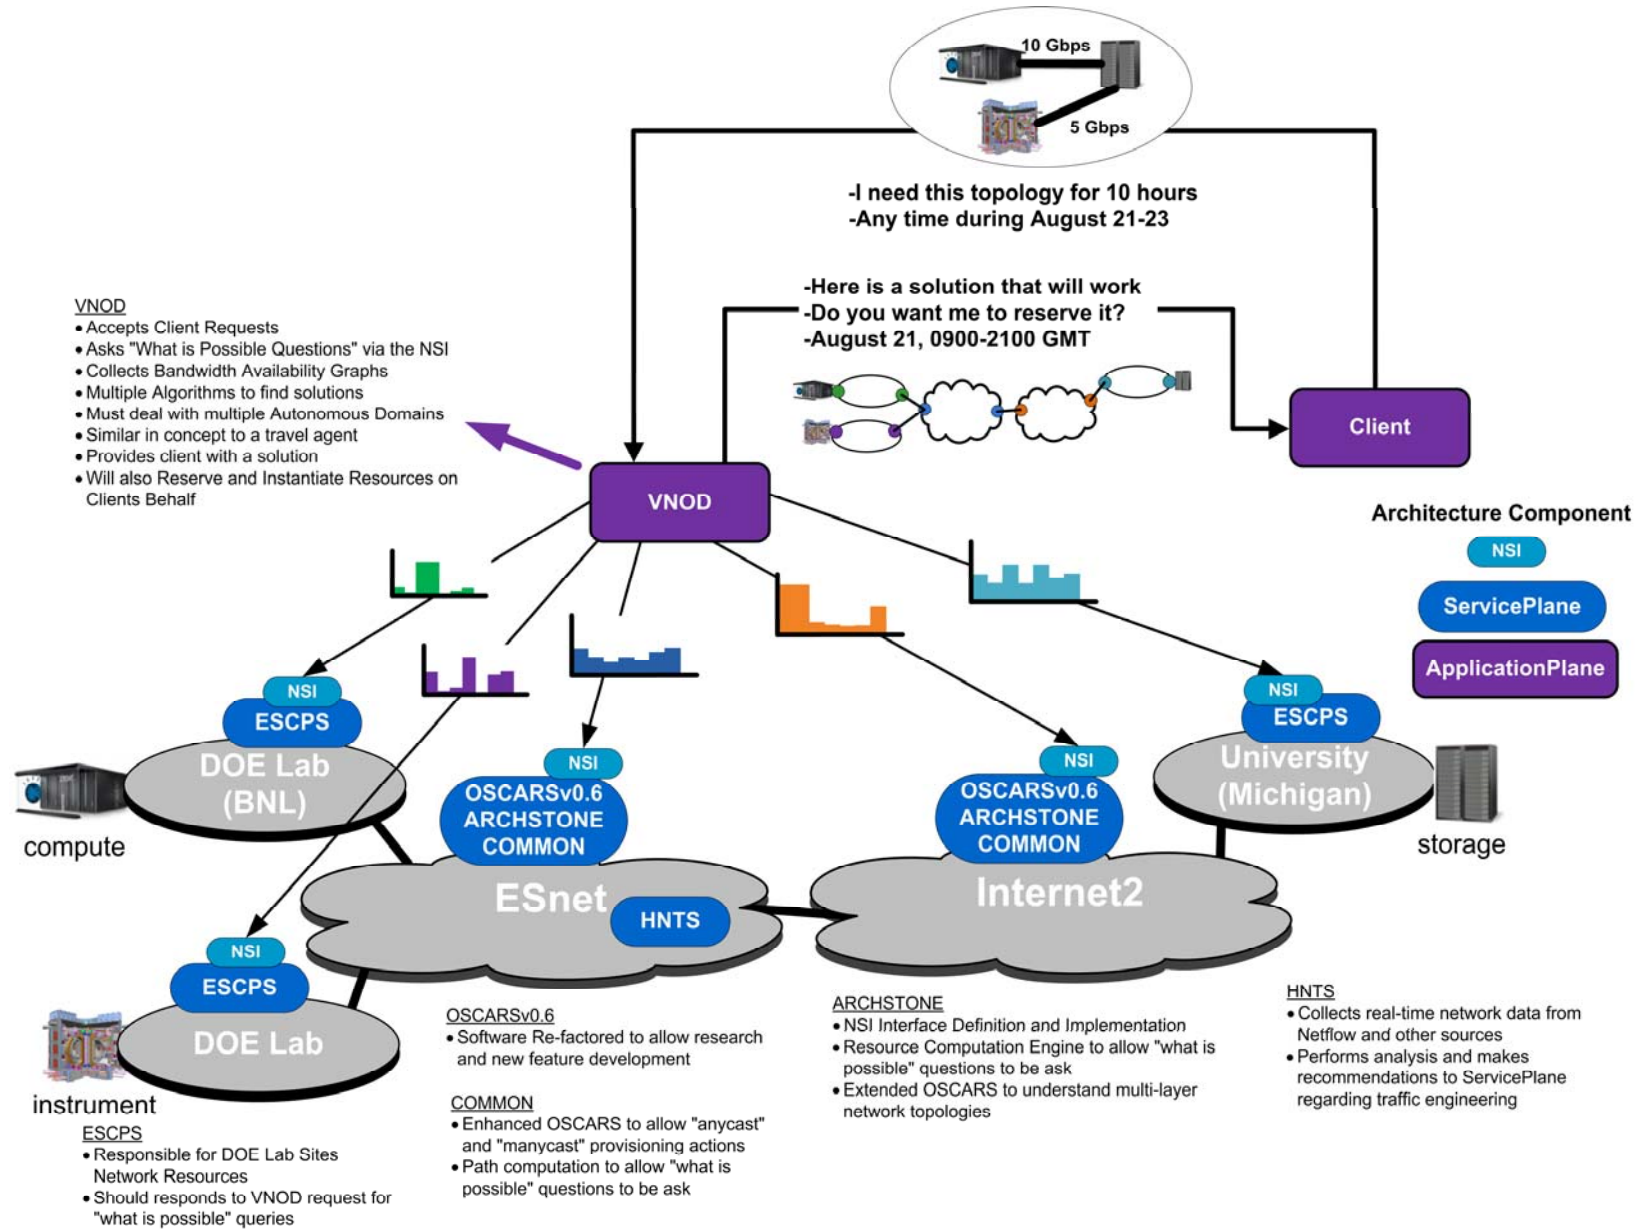 10 Gbps
5 Gbps
-I need this topology for 10 hours
-Any time during August 21-23
-Here is a solution that will work
-Do you want me to reserve it?
-August 21, 0900-2100 GMT
VNOD
• Accepts Client Requests
• Asks "What is Possible Questions" via the NSI
• Collects Bandwidth Availability Graphs
• Multiple Algorithms to find solutions
• Must deal with multiple Autonomous Domains
• Similar in concept to a travel agent
• Provides client with a solution
• Will also Reserve and Instantiate Resources on
Clients Behalf
VNOD
Client
Architecture Component
NSI
ServicePlane
ApplicationPlane
NSI
ESCPS
DOE Lab
(BNL)
compute
NSI
OSCARSv0.6
ARCHSTONE
COMMON
ESnet
HNTS
NSI
OSCARSv0.6
ARCHSTONE
COMMON
Internet2
NSI
ESCPS
University
(Michigan)
storage
NSI
ESCPS
DOE Lab
instrument
ESCPS
• Responsible for DOE Lab Sites
Network Resources
• Should responds to VNOD request for
"what is possible" queries
OSCARSv0.6
• Software Re-factored to allow research
and new feature development
COMMON
• Enhanced OSCARS to allow "anycast"
and "manycast" provisioning actions
• Path computation to allow "what is
possible" questions to be ask
ARCHSTONE
• NSI Interface Definition and Implementation
• Resource Computation Engine to allow "what is
possible" questions to be ask
• Extended OSCARS to understand multi-layer
network topologies
HNTS
• Collects real-time network data from
Netflow and other sources
• Performs analysis and makes
recommendations to ServicePlane
regarding traffic engineering